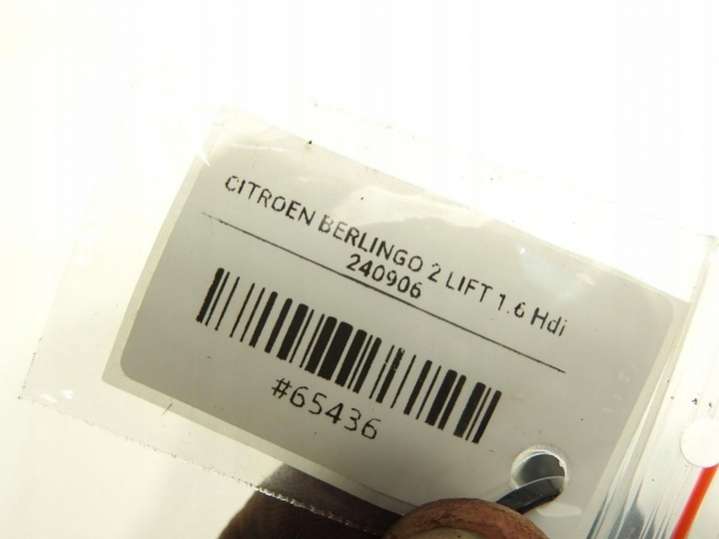 CITROEN BERLINGO 2 LIFT 1.6 Hdi
240906
#65436